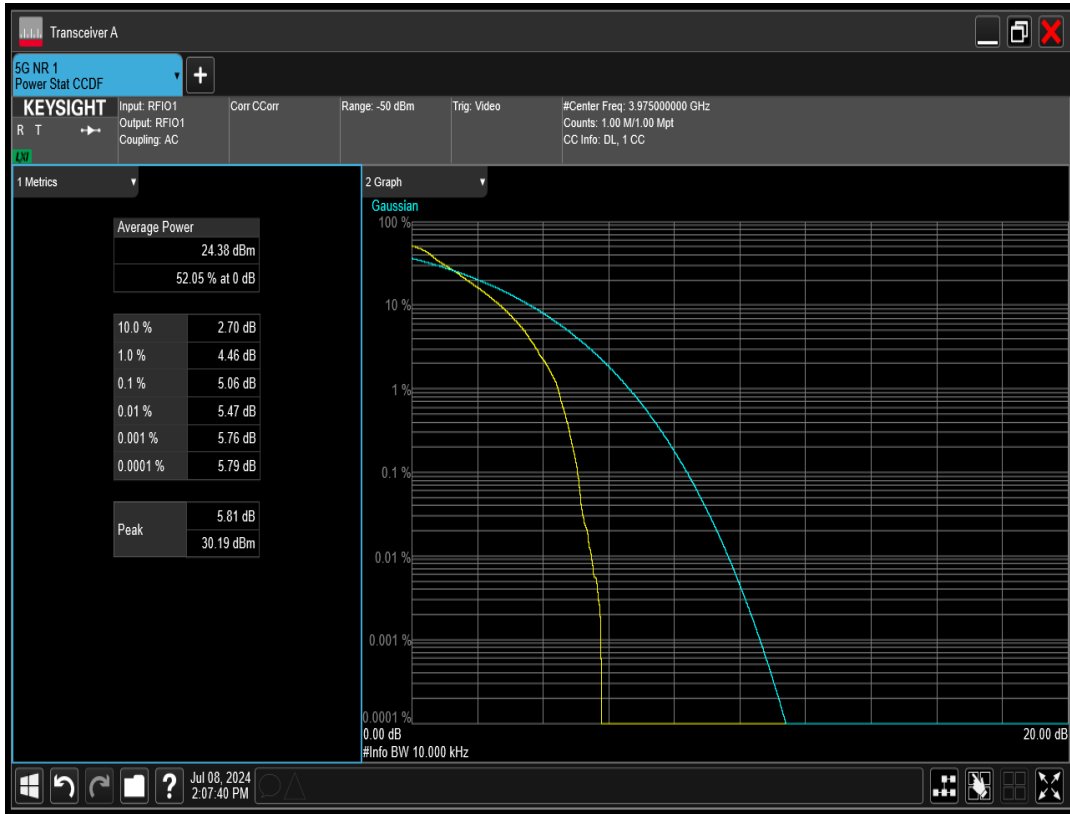 Transceiver A
5G NR 1
Power Stat CCDF
+
KEYSIGHT
R T
LXI
Input: RFIO1
Output: RFIO1
Coupling: AC
Corr CCorr
Range: -50 dBm
Trig: Video
#Center Freq: 3.975000000 GHz
Counts: 1.00 M/1.00 Mpt
CC Info: DL, 1 CC
1 Metrics
Average Power
24.38 dBm
52.05 % at 0 dB
10.0 % 2.70 dB
1.0 % 4.46 dB
0.1 % 5.06 dB
0.01 % 5.47 dB
0.001 % 5.76 dB
0.0001 % 5.79 dB
Peak 5.81 dB
30.19 dBm
2 Graph
Gaussian
100 %
10 %
1 %
0.1 %
0.01 %
0.001 %
0.0001 %
0.00 dB 20.00 dB
#Info BW 10.000 kHz
?
Jul 08, 2024
2:07:40 PM